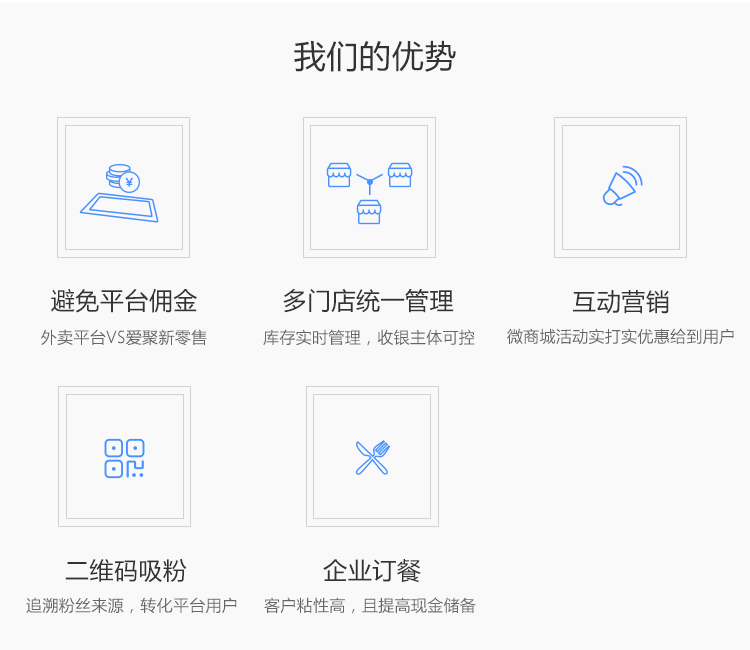 我们的优势
避免平台佣金
外卖平台VS爱聚新零售
多门店统一管理
库存实时管理，收银主体可控
互动营销
微商城活动实打实优惠给到用户
二维码吸粉
追溯粉丝来源，转化平台用户
企业订餐
客户粘性高，且提高现金储备